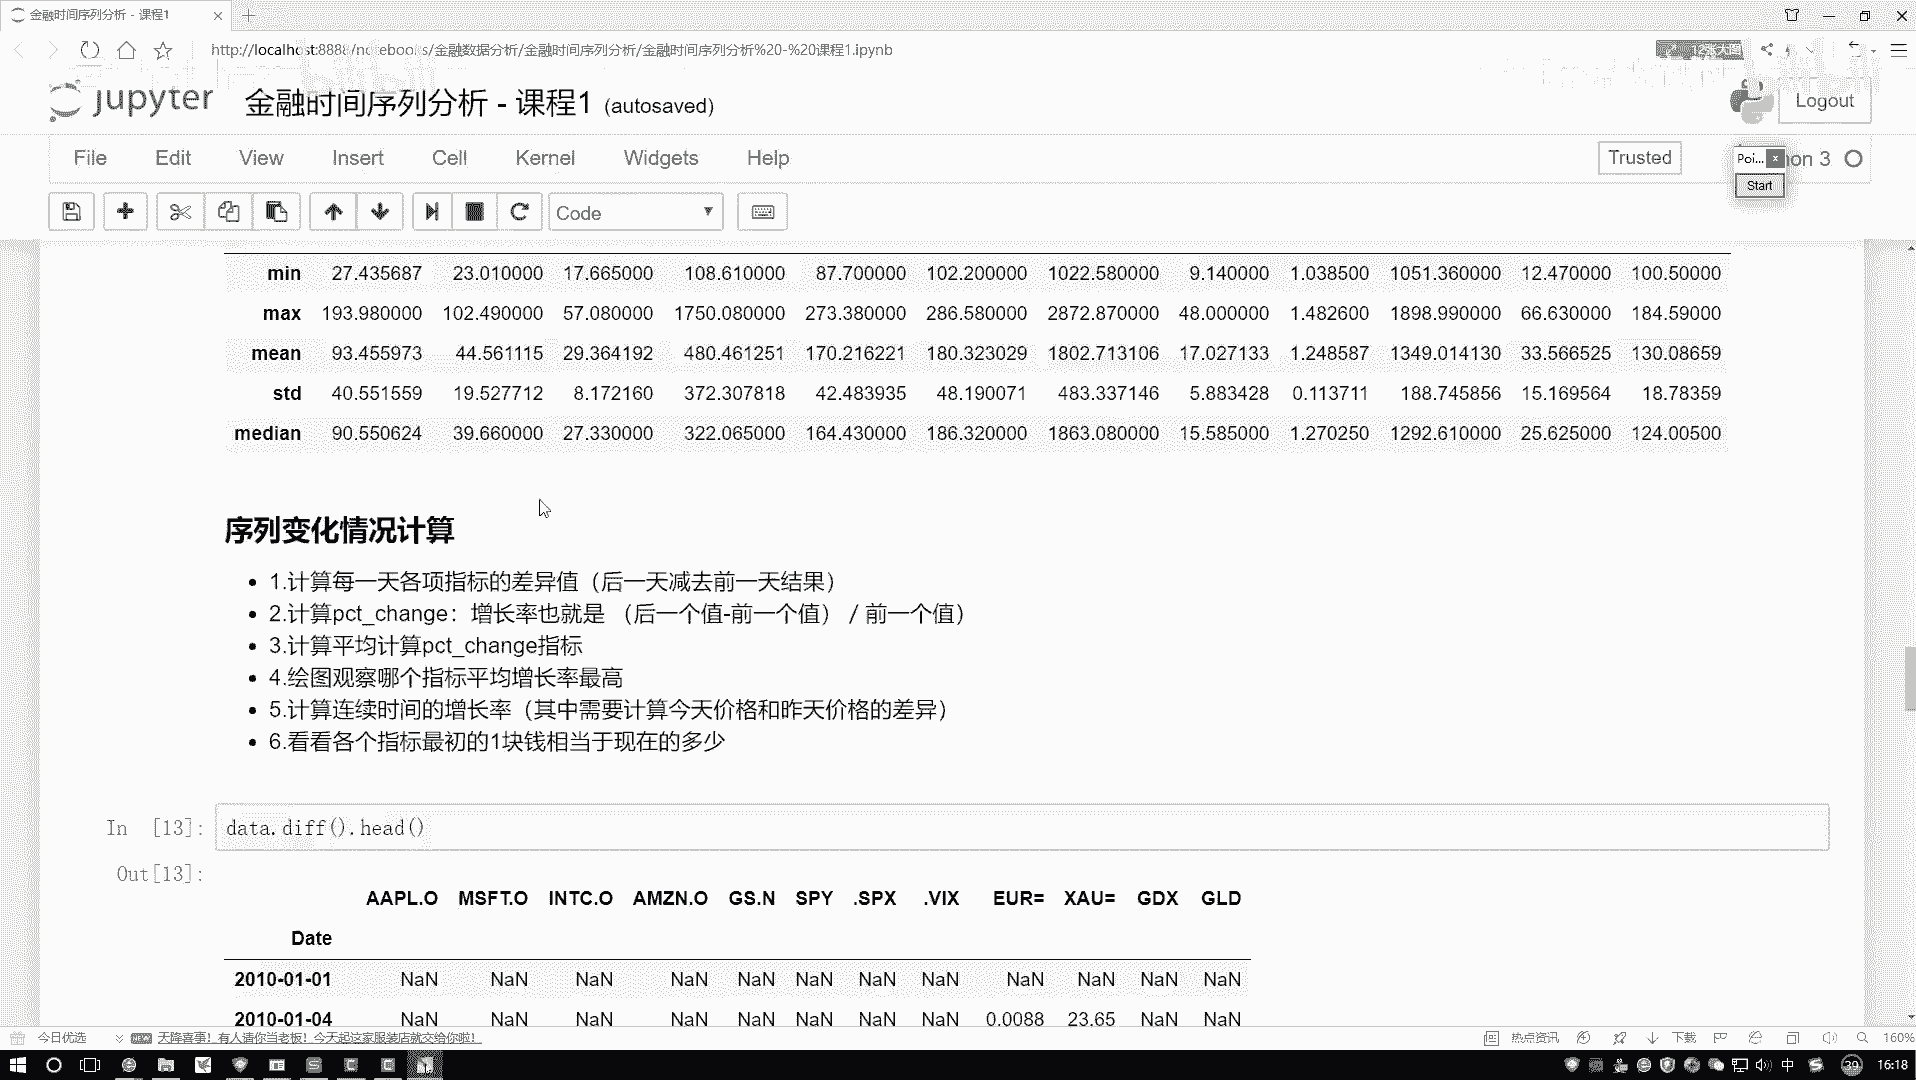 金融时间序列分析 - 课程1
http://localhost:8888/notebooks/金融数据分析/金融时间序列分析/金融时间序列分析%20-%20课程1.ipynb
12张大图
jupyter 金融时间序列分析 - 课程1 (autosaved)
Logout
File Edit View Insert Cell Kernel Widgets Help
Trusted
Poi...
Start
Code
min 27.435687 23.010000 17.665000 108.610000 87.700000 102.200000 1022.580000 9.140000 1.038500 1051.360000 12.470000 100.50000
max 193.980000 102.490000 57.080000 1750.080000 273.380000 286.580000 2872.870000 48.000000 1.482600 1898.990000 66.630000 184.59000
mean 93.455973 44.561115 29.364192 480.461251 170.216221 180.323029 1802.713106 17.027133 1.248587 1349.014130 33.566525 130.08659
std 40.551559 19.527712 8.172160 372.307818 42.483935 48.190071 483.337146 5.883428 0.113711 188.745856 15.169564 18.78359
median 90.550624 39.660000 27.330000 322.065000 164.430000 186.320000 1863.080000 15.585000 1.270250 1292.610000 25.625000 124.00500
序列变化情况计算
1.计算每一天各项指标的差异值（后一天减去前一天结果）
2.计算pct_change：增长率也就是 （后一个值-前一个值） / 前一个值）
3.计算平均计算pct_change指标
4.绘图观察哪个指标平均增长率最高
5.计算连续时间的增长率（其中需要计算今天价格和昨天价格的差异）
6.看看各个指标最初的1块钱相当于现在的多少
In [13]: data.diff().head()
Out[13]:
AAPL.O MSFT.O INTC.O AMZN.O GS.N SPY .SPX .VIX EUR= XAU= GDX GLD
Date
2010-01-01 NaN NaN NaN NaN NaN NaN NaN NaN NaN NaN NaN NaN
2010-01-04 NaN NaN NaN NaN NaN NaN NaN NaN 0.0088 23.65 NaN NaN
今日优选 NEW 天降喜事！有人请你当老板！今天起这家服装店就交给你啦！
热点资讯 下载 160%
中 39 16:18